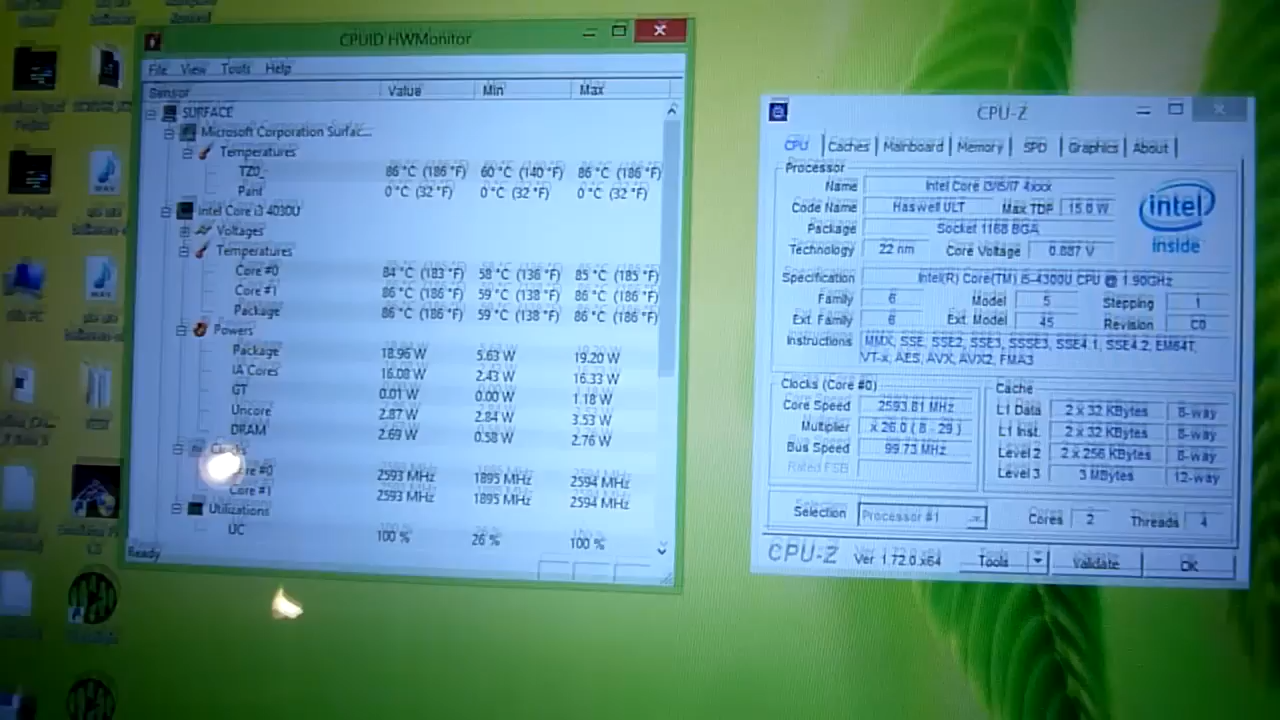 CPUID HWMonitor
File View Tools Help
Sensor Value Min Max
SURFACE
Microsoft Corporation Surfac...
Temperatures
TZ0_ 86 °C (186 °F) 60 °C (140 °F) 86 °C (186 °F)
Pant 0 °C (32 °F) 0 °C (32 °F) 0 °C (32 °F)
Intel Core i3 4030U
Voltages
Temperatures
Core #0 84 °C (183 °F) 58 °C (136 °F) 85 °C (185 °F)
Core #1 86 °C (186 °F) 59 °C (138 °F) 86 °C (186 °F)
Package 86 °C (186 °F) 59 °C (138 °F) 86 °C (186 °F)
Powers
Package 18.96 W 5.63 W 19.20 W
IA Cores 16.08 W 2.43 W 16.33 W
GT 0.01 W 0.00 W 1.18 W
Uncore 2.87 W 2.84 W 3.53 W
DRAM 2.69 W 0.58 W 2.76 W
#0 2593 MHz 1895 MHz 2594 MHz
Core #1 2593 MHz 1895 MHz 2594 MHz
Utilizations
UC 100 % 26 % 100 %
Ready
CPU-Z
CPU Caches Mainboard Memory SPD Graphics About
Processor
Name Intel Core i3/i5/i7 4xxx
Code Name Haswell ULT Max TDP 15.0 W
Package Socket 1168 BGA
Technology 22 nm Core Voltage 0.887 V
intel
inside
Specification Intel(R) Core(TM) i5-4300U CPU @ 1.90GHz
Family 6 Model 5 Stepping 1
Ext. Family 6 Ext. Model 45 Revision C0
Instructions MMX, SSE, SSE2, SSE3, SSSE3, SSE4.1, SSE4.2, EM64T,
VT-x, AES, AVX, AVX2, FMA3
Clocks (Core #0)
Core Speed 2593.81 MHz
Multiplier x 26.0 ( 8 - 29 )
Bus Speed 99.73 MHz
Rated FSB
Cache
L1 Data 2 x 32 KBytes 8-way
L1 Inst. 2 x 32 KBytes 8-way
Level 2 2 x 256 KBytes 8-way
Level 3 3 MBytes 12-way
Selection Processor #1 Cores 2 Threads 4
CPU-Z Ver 1.72.0.x64 Tools Validate OK